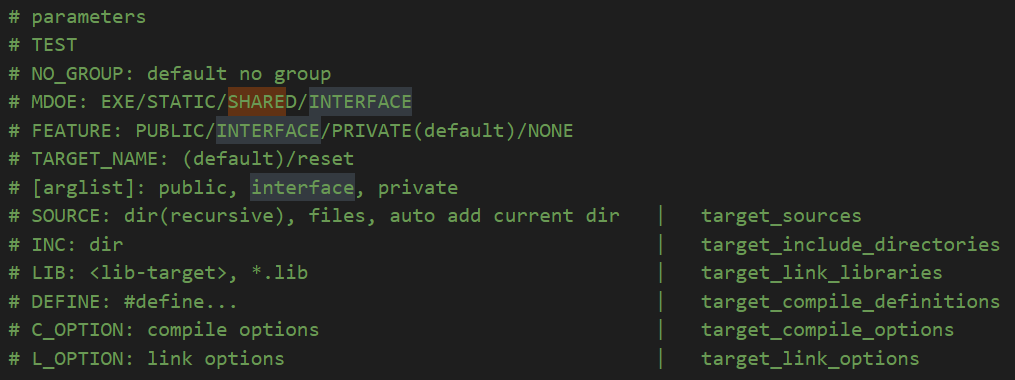 # parameters
# TEST
# NO_GROUP: default no group
# MDOE: EXE/STATIC/SHARED/INTERFACE
# FEATURE: PUBLIC/INTERFACE/PRIVATE(default)/NONE
# TARGET_NAME: (default)/reset
# [arglist]: public, interface, private
# SOURCE: dir(recursive), files, auto add current dir | target_sources
# INC: dir | target_include_directories
# LIB: <lib-target>, *.lib | target_link_libraries
# DEFINE: #define... | target_compile_definitions
# C_OPTION: compile options | target_compile_options
# L_OPTION: link options | target_link_options